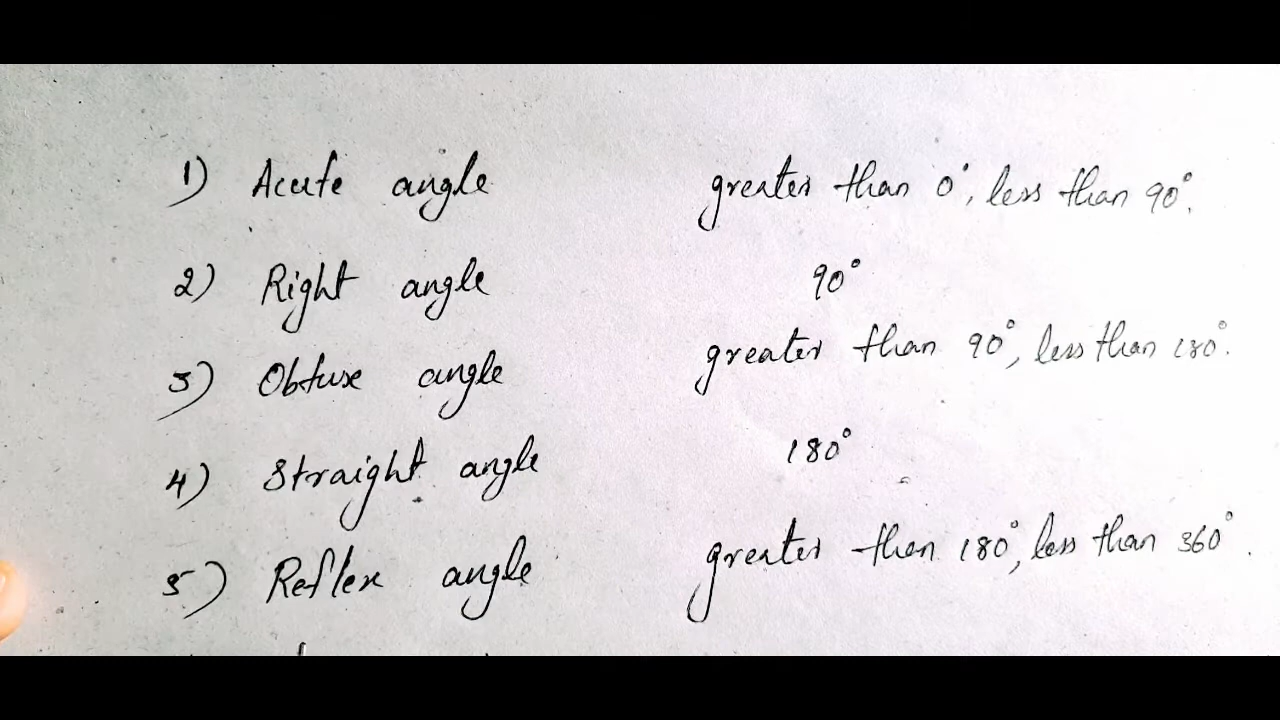 1) Acute angle greater than 0°, less than 90°.
2) Right angle 90°
3) Obtuse angle greater than 90°, less than 180°.
4) Straight angle 180°
5) Reflex angle greater than 180°, less than 360°.